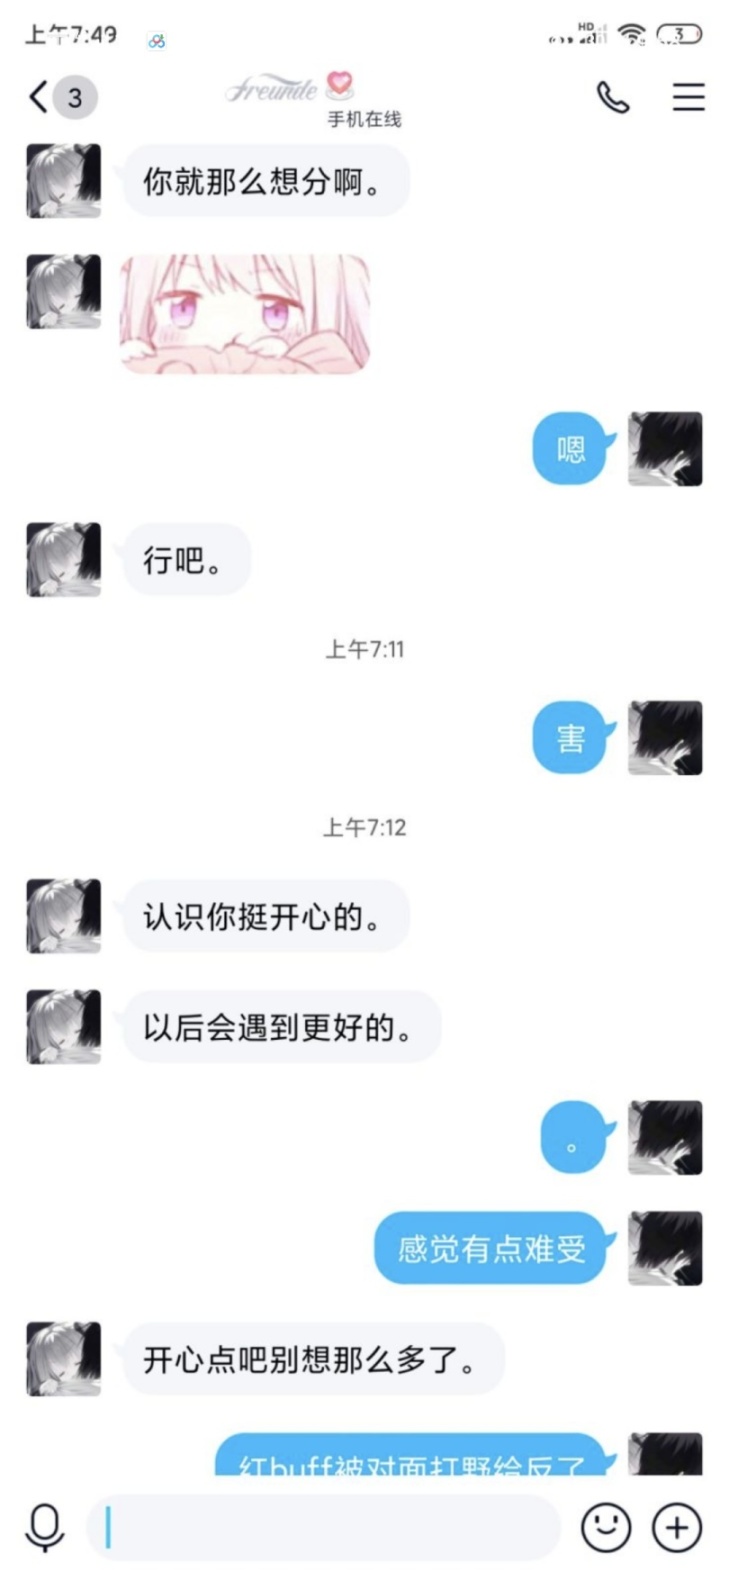 上午7:49
HD
3
3
freunde
手机在线
你就那么想分啊。
嗯
行吧。
上午7:11
害
上午7:12
认识你挺开心的。
以后会遇到更好的。
。
感觉有点难受
开心点吧别想那么多了。
红buff被对面打野给反了